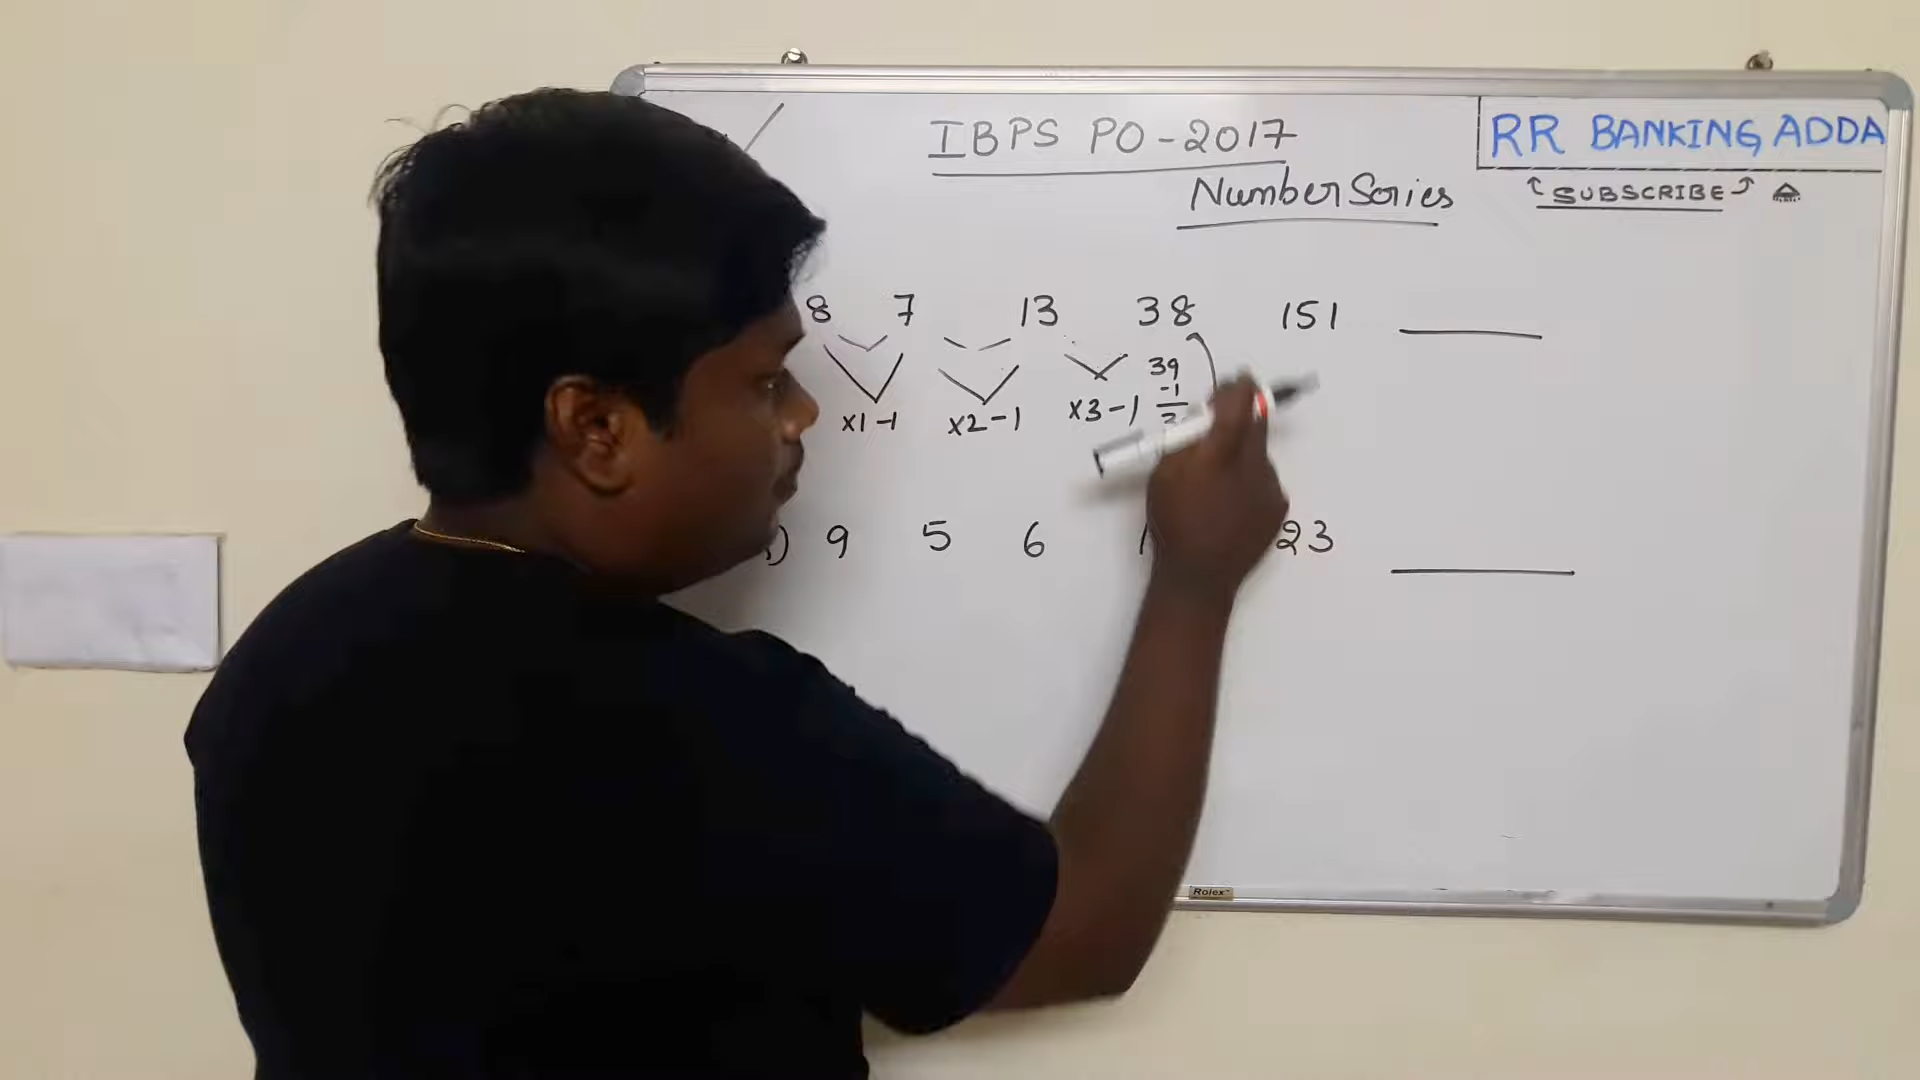 IBPS PO-2017
RR BANKING ADDA
Number Series
SUBSCRIBE
8 7 13 38 151
39
-1
x1-1 x2-1 x3-1
9 5 6 23
Rolex